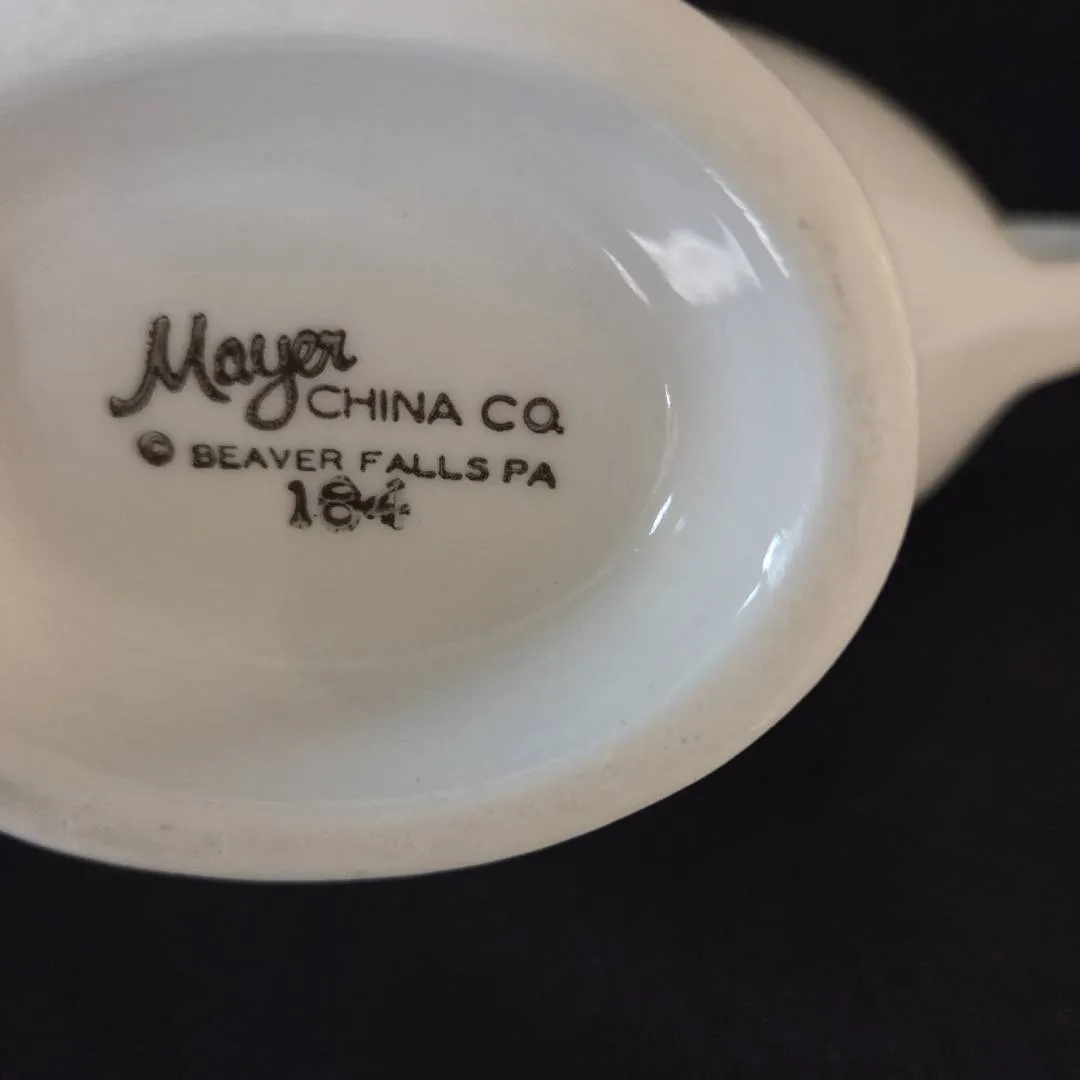 Mayer
CHINA CO.
© BEAVER FALLS PA
184